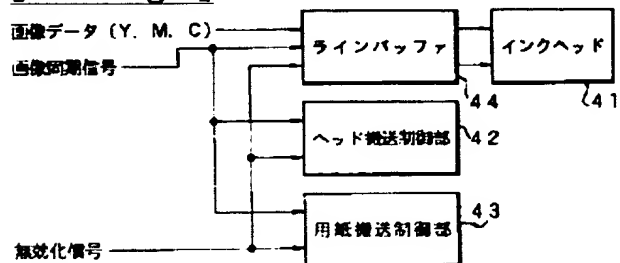 画像データ (Y. M. C)
画像同期信号
ラインバッファ
インクヘッド
44
41
ヘッド搬送制御部
42
用紙搬送制御部
43
無効化信号